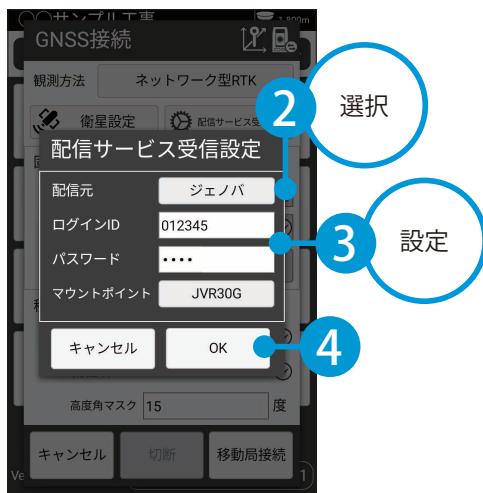 ○○サンプル工事
1,800m
GNSS接続
観測方法
ネットワーク型RTK
衛星設定
配信サービス受
2
選択
配信サービス受信設定
配信元
ジェノバ
ログインID
012345
3
設定
パスワード
••••
マウントポイント
JVR30G
キャンセル
OK
4
高度角マスク
15
度
キャンセル
切断
移動局接続
Ve
1